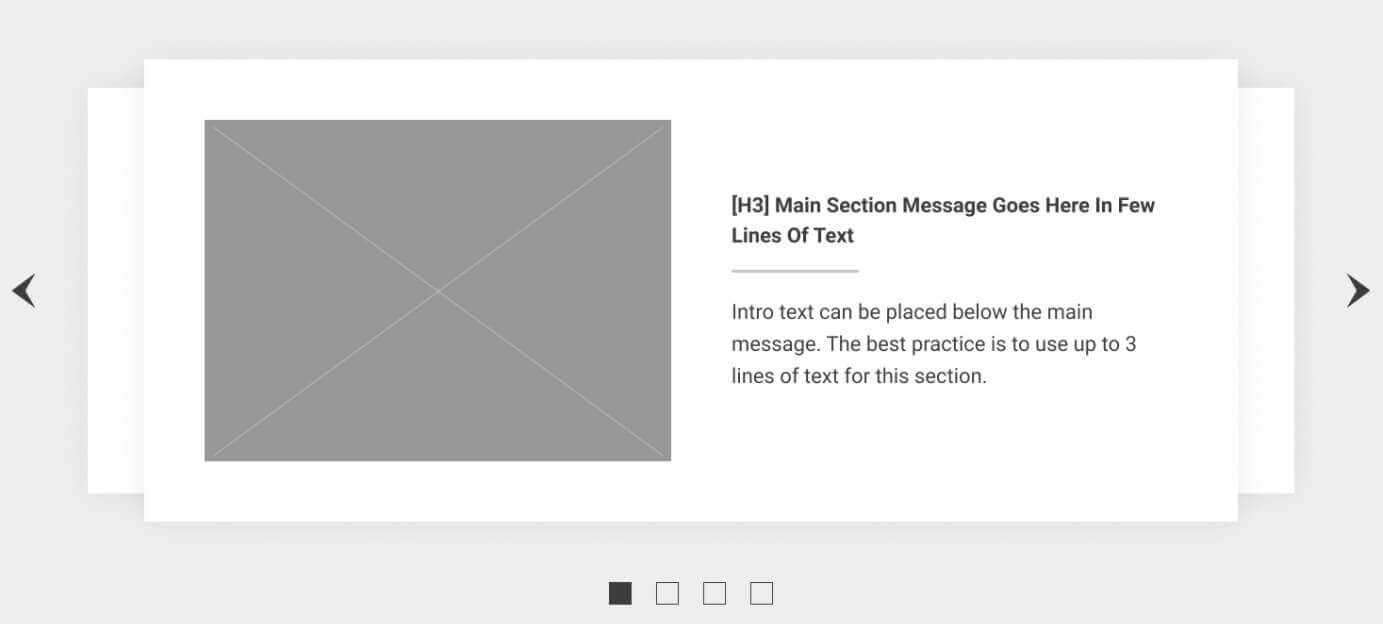 [H3] Main Section Message Goes Here In Few
Lines Of Text
Intro text can be placed below the main
message. The best practice is to use up to 3
lines of text for this section.